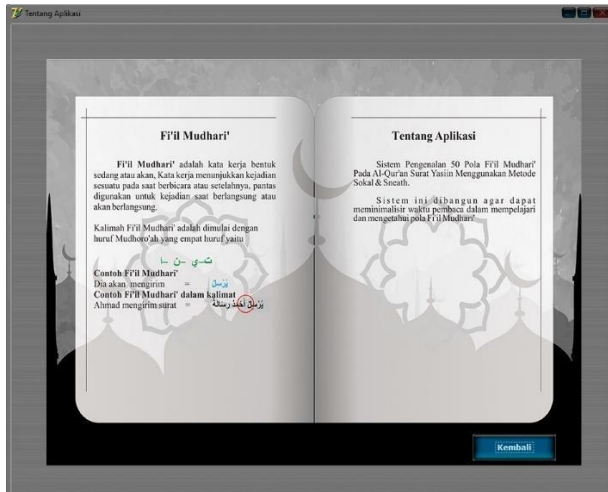 Tentang Aplikasi
Fi'il Mudhari'
Fi'il Mudhari' adalah kata kerja bentuk
sedang atau akan, Kata kerja menunjukkan kejadian
sesuatu pada saat berbicara atau setelahnya, pantas
digunakan untuk kejadian saat berlangsung atau
akan berlangsung.
Kalimah Fi'il Mudhari' adalah dimulai dengan
huruf Mudhoro'ah yang empat huruf yaitu
ت- ي- ن- ا-
Contoh Fi'il Mudhari'
Dia akan mengirim = يُرْسِلُ
Contoh Fi'il Mudhari' dalam kalimat
Ahmad mengirim surat = يُرْسِلُ أَحْمَدُ رِسَالَةً
Tentang Aplikasi
Sistem Pengenalan 50 Pola Fi'il Mudhari'
Pada Al-Qur'an Surat Yasiin Menggunakan Metode
Sokal & Sneath.
Sistem ini dibangun agar dapat
meminimalisir waktu pembaca dalam mempelajari
dan mengetahui pola Fi'il Mudhari'
Kembali